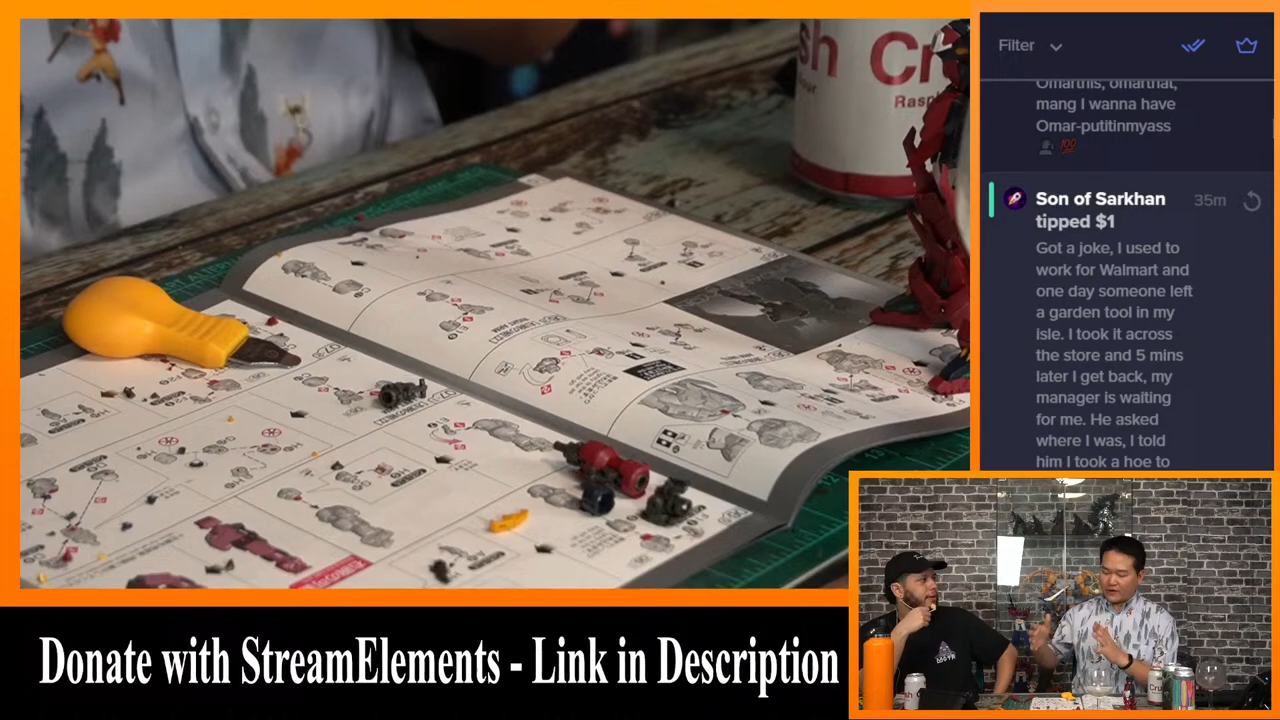 sh Cr
Rasp
Filter
Omarthis, omarthat,
mang I wanna have
Omar-putitinmyass
💯
Son of Sarkhan 35m
tipped $1
Got a joke, I used to
work for Walmart and
one day someone left
a garden tool in my
isle. I took it across
the store and 5 mins
later I get back, my
manager is waiting
for me. He asked
where I was, I told
him I took a hoe to
Donate with StreamElements - Link in Description